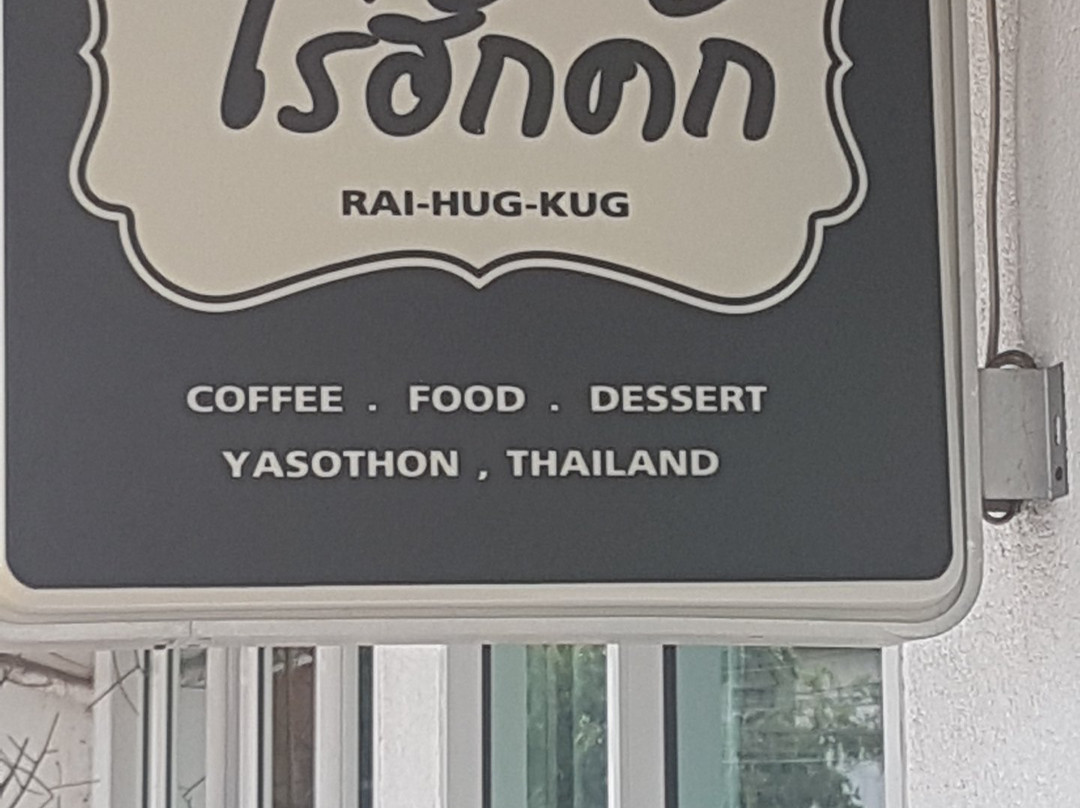 ไรฮักคัก
RAI-HUG-KUG
COFFEE . FOOD . DESSERT
YASOTHON , THAILAND